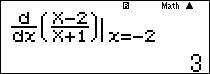 R Math ▲
d/dx(x-2/x+1)|x=-2
3